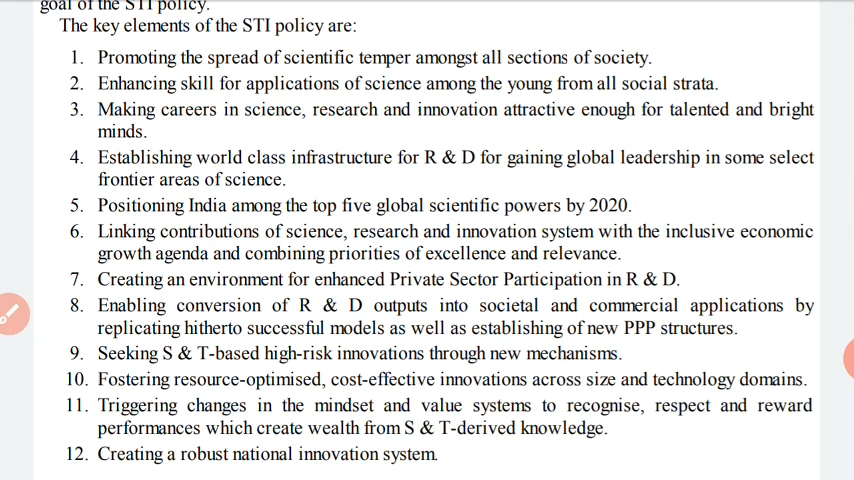 goal of the STI policy.
The key elements of the STI policy are:
1. Promoting the spread of scientific temper amongst all sections of society.
2. Enhancing skill for applications of science among the young from all social strata.
3. Making careers in science, research and innovation attractive enough for talented and bright
minds.
4. Establishing world class infrastructure for R & D for gaining global leadership in some select
frontier areas of science.
5. Positioning India among the top five global scientific powers by 2020.
6. Linking contributions of science, research and innovation system with the inclusive economic
growth agenda and combining priorities of excellence and relevance.
7. Creating an environment for enhanced Private Sector Participation in R & D.
8. Enabling conversion of R & D outputs into societal and commercial applications by
replicating hitherto successful models as well as establishing of new PPP structures.
9. Seeking S & T-based high-risk innovations through new mechanisms.
10. Fostering resource-optimised, cost-effective innovations across size and technology domains.
11. Triggering changes in the mindset and value systems to recognise, respect and reward
performances which create wealth from S & T-derived knowledge.
12. Creating a robust national innovation system.